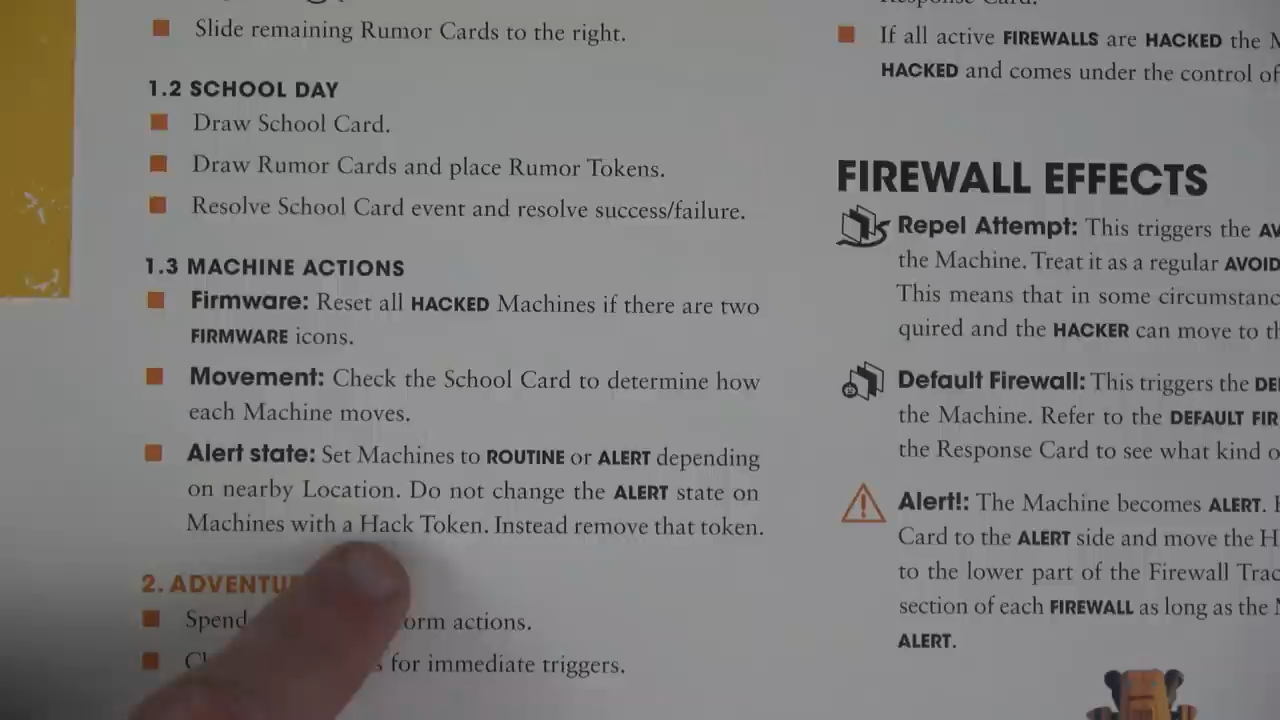 Slide remaining Rumor Cards to the right.
1.2 SCHOOL DAY
Draw School Card.
Draw Rumor Cards and place Rumor Tokens.
Resolve School Card event and resolve success/failure.
1.3 MACHINE ACTIONS
Firmware: Reset all HACKED Machines if there are two
FIRMWARE icons.
Movement: Check the School Card to determine how
each Machine moves.
Alert state: Set Machines to ROUTINE or ALERT depending
on nearby Location. Do not change the ALERT state on
Machines with a Hack Token. Instead remove that token.
2. ADVENTU
Spend orm actions.
for immediate triggers.
Response Card.
If all active FIREWALLS are HACKED the M
HACKED and comes under the control of
FIREWALL EFFECTS
Repel Attempt: This triggers the AV
the Machine. Treat it as a regular AVOID
This means that in some circumstanc
quired and the HACKER can move to th
Default Firewall: This triggers the DE
the Machine. Refer to the DEFAULT FIR
the Response Card to see what kind o
Alert!: The Machine becomes ALERT.
Card to the ALERT side and move the H
to the lower part of the Firewall Trac
section of each FIREWALL as long as the
ALERT.